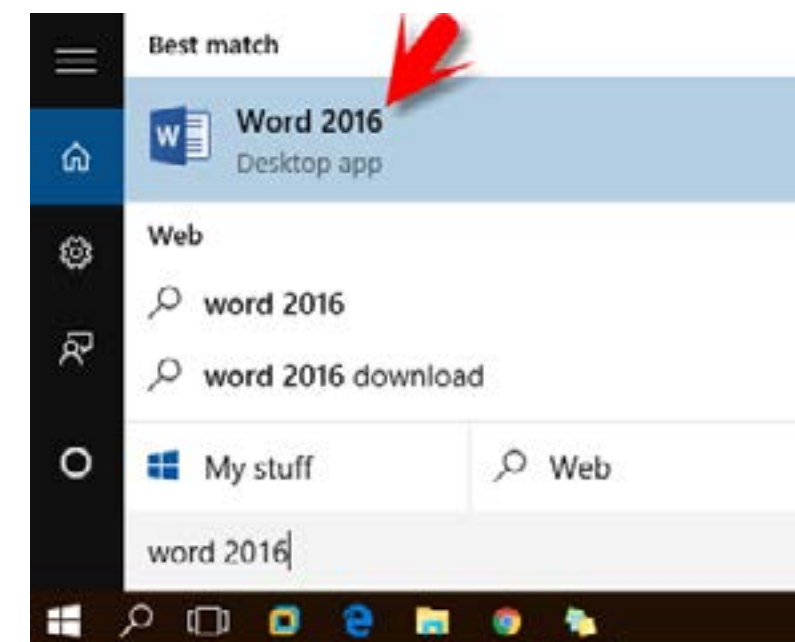 Best match
Word 2016
Desktop app
Web
word 2016
word 2016 download
My stuff
Web
word 2016